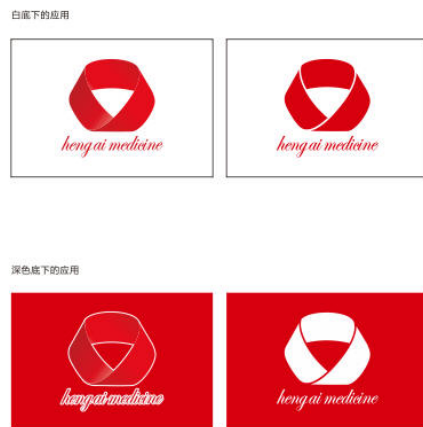 白底下的应用
heng ai medicine
heng ai medicine
深色底下的应用
heng ai medicine
heng ai medicine